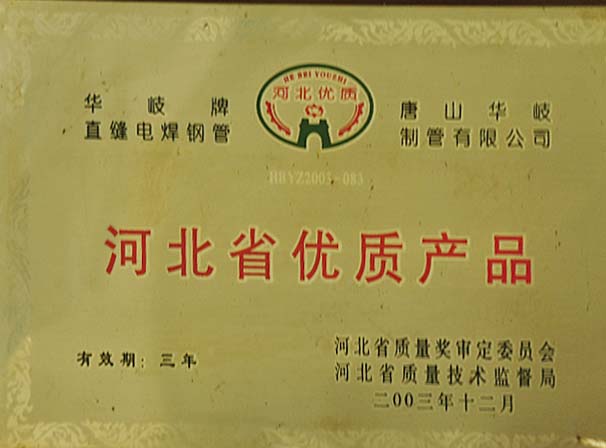 HE BEI YOUZHI
河北优质
华岐牌
直缝电焊钢管
唐山华岐
制管有限公司
HBYZ2003-083
河北省优质产品
有效期：三年
河北省质量奖审定委员会
河北省质量技术监督局
二00三年十二月